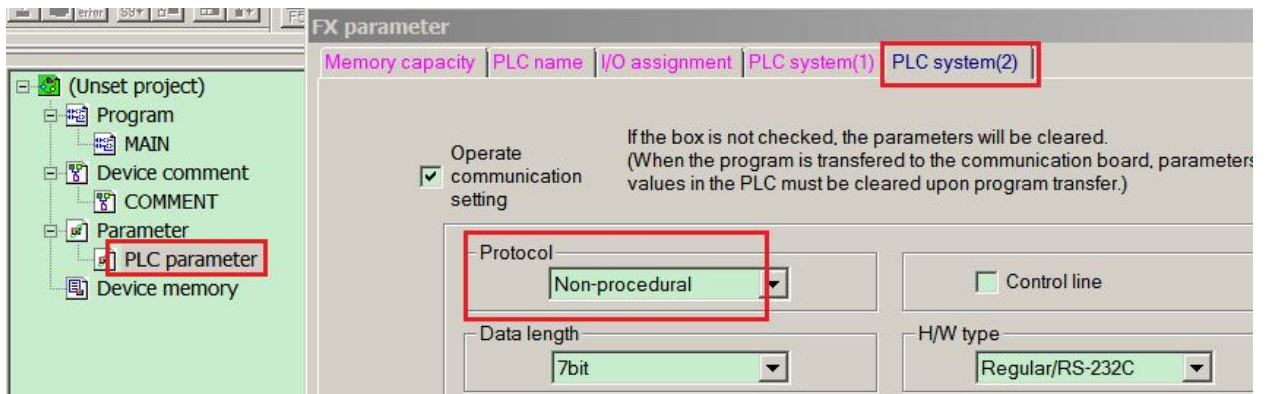 error
FX parameter
Memory capacity PLC name I/O assignment PLC system(1) PLC system(2)
(Unset project)
Program
MAIN
Device comment
COMMENT
Parameter
PLC parameter
Device memory
Operate
communication
setting
If the box is not checked, the parameters will be cleared.
(When the program is transfered to the communication board, parameters
values in the PLC must be cleared upon program transfer.)
Protocol
Non-procedural
Control line
Data length
7bit
H/W type
Regular/RS-232C